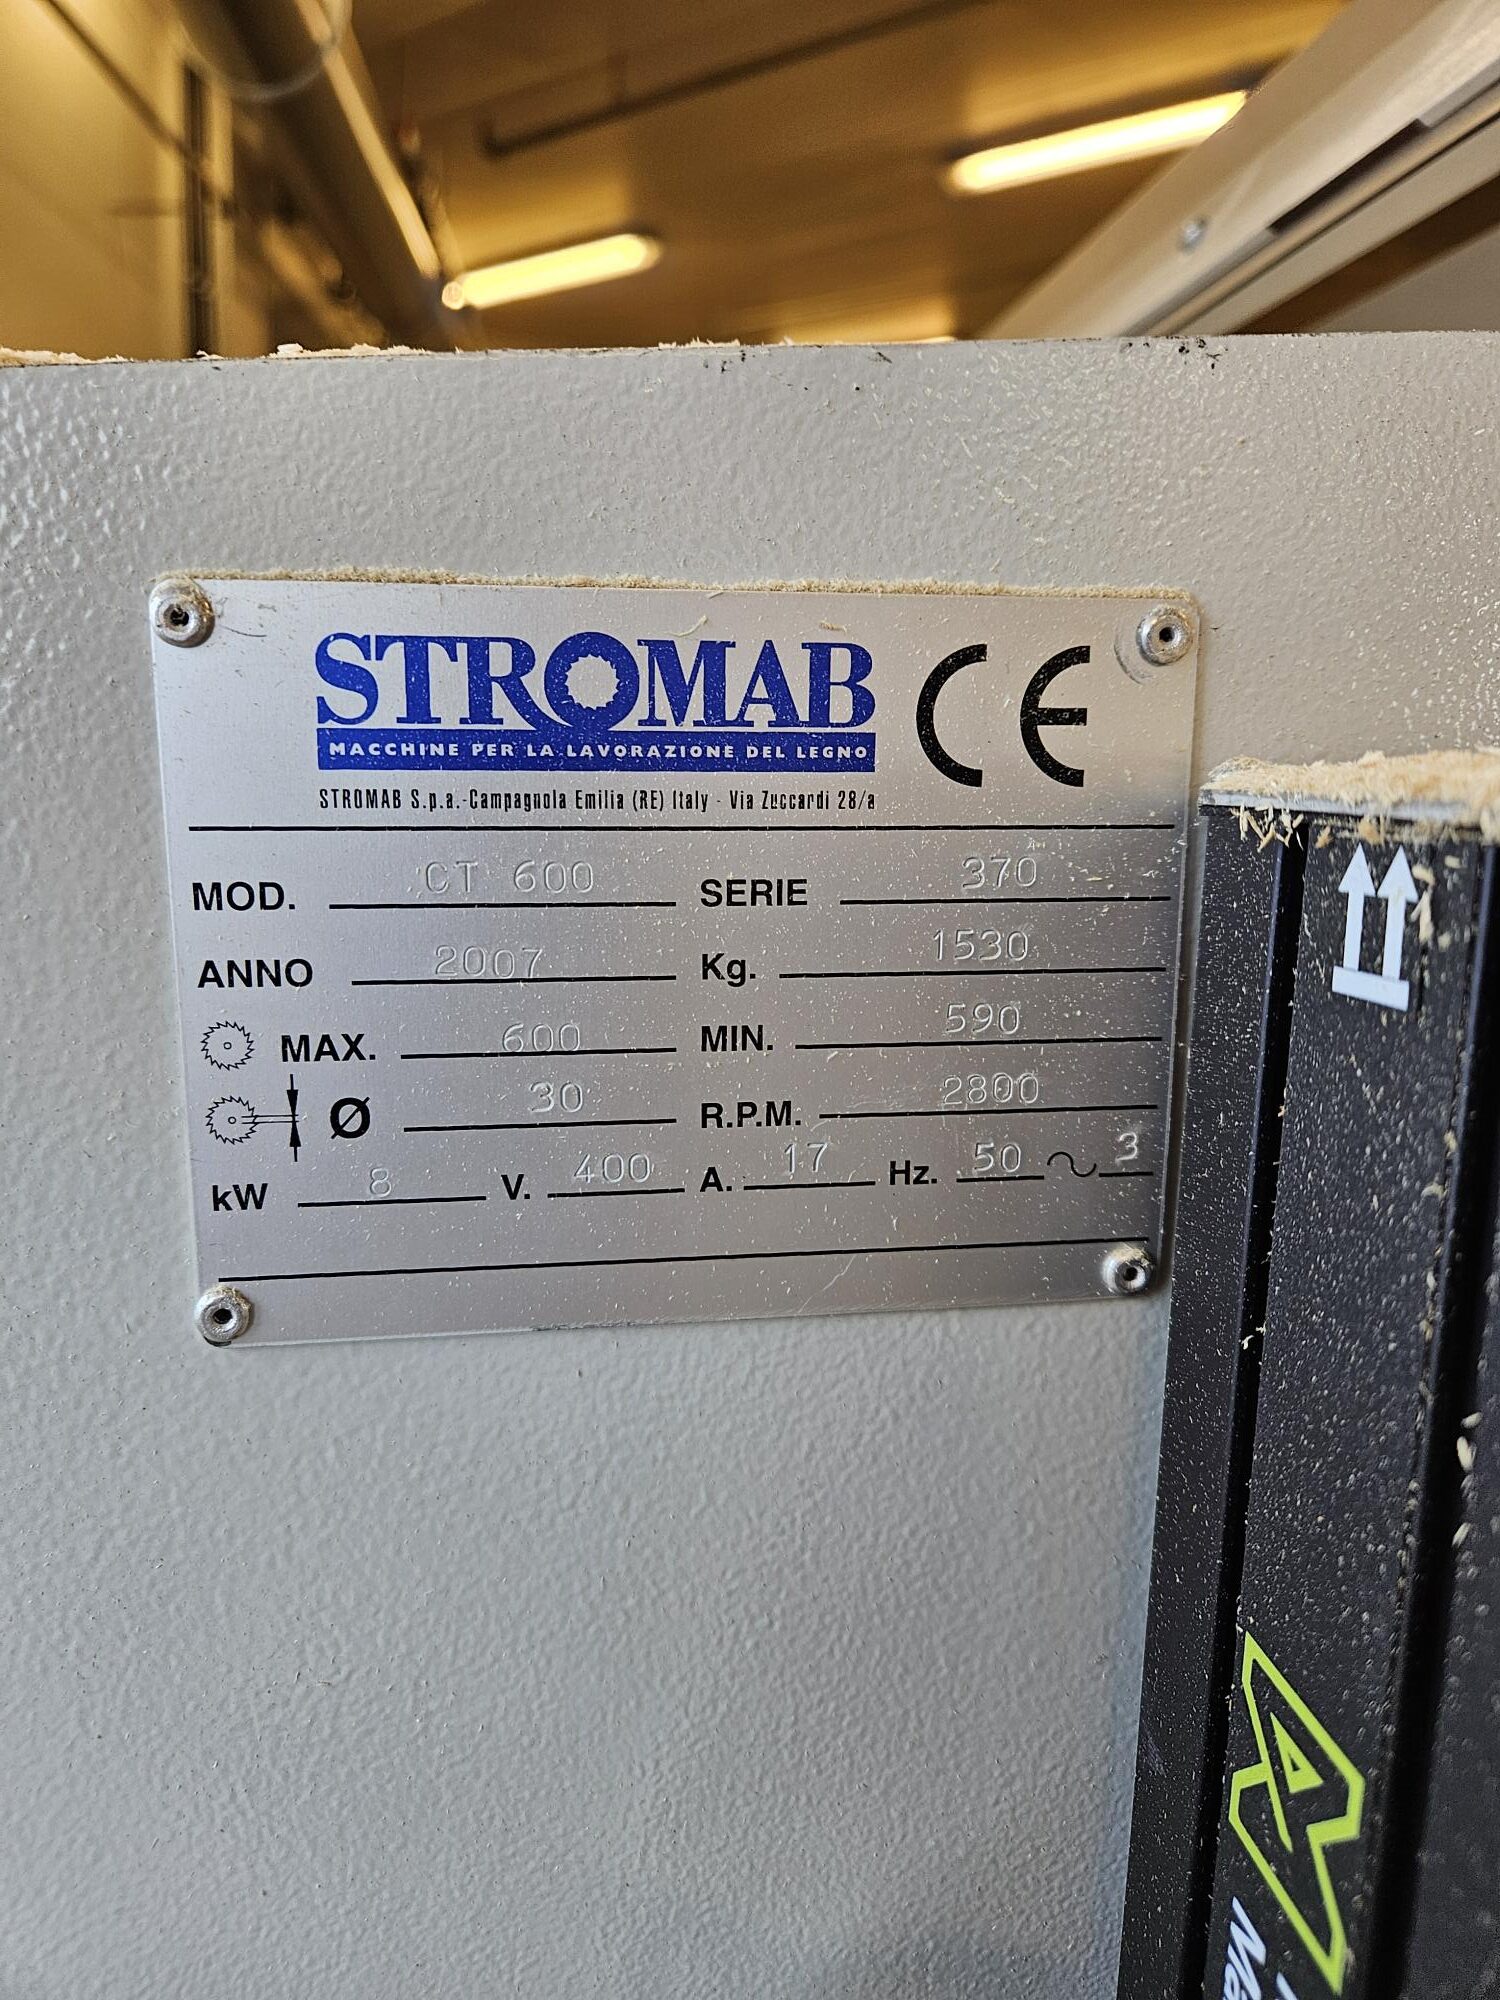 STROMAB
MACCHINE PER LA LAVORAZIONE DEL LEGNO
CE
STROMAB S.p.a.-Campagnola Emilia (RE) Italy - Via Zuccardi 28/a
MOD. CT 600 SERIE 370
ANNO 2007 Kg. 1530
MAX. 600 MIN. 590
Ø 30 R.P.M. 2800
kW 8 V. 400 A. 17 Hz. 50 ~ 3